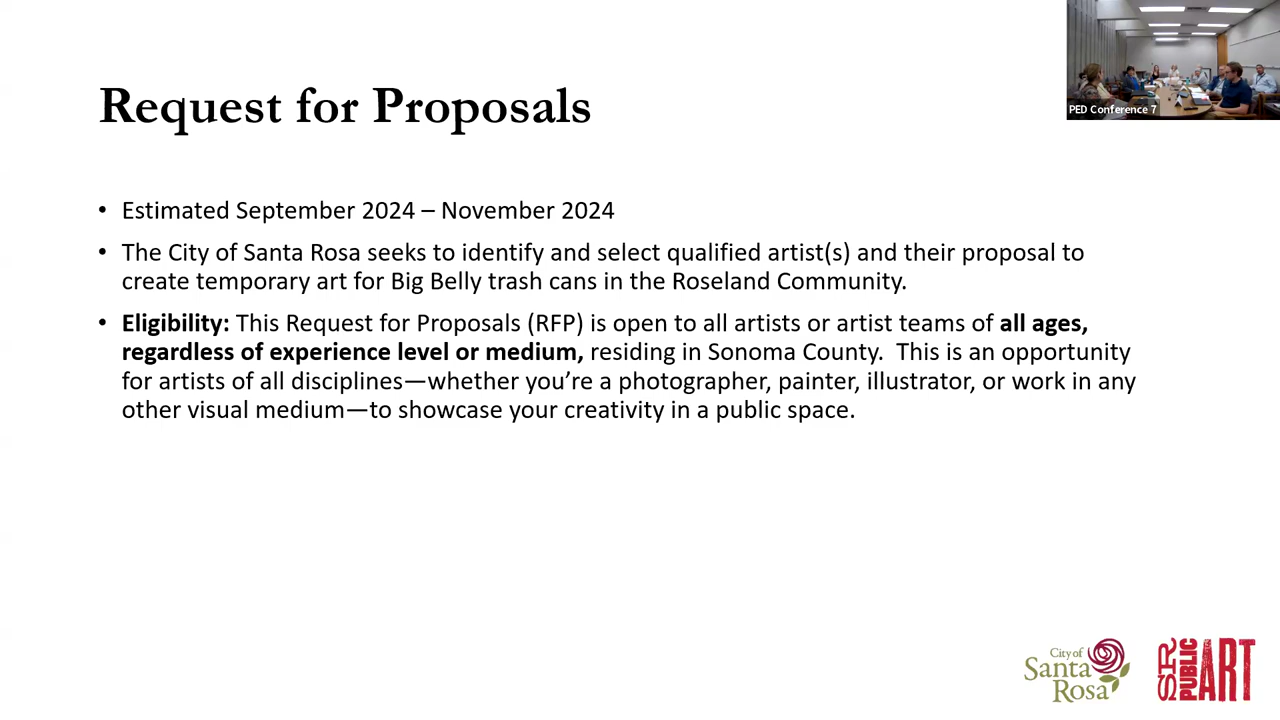 PED Conference 7
Request for Proposals
• Estimated September 2024 – November 2024
• The City of Santa Rosa seeks to identify and select qualified artist(s) and their proposal to
create temporary art for Big Belly trash cans in the Roseland Community.
• Eligibility: This Request for Proposals (RFP) is open to all artists or artist teams of all ages,
regardless of experience level or medium, residing in Sonoma County.  This is an opportunity
for artists of all disciplines—whether you’re a photographer, painter, illustrator, or work in any
other visual medium—to showcase your creativity in a public space.
City of
Santa
Rosa
SR
PUBLIC
ART